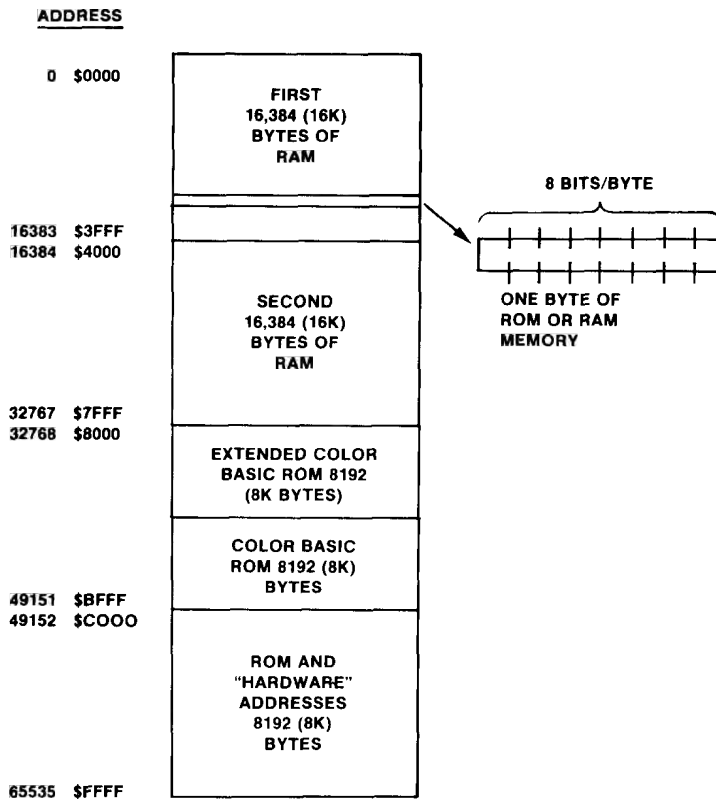 ADDRESS
0 $0000
FIRST
16,384 (16K)
BYTES OF
RAM
8 BITS/BYTE
16383 $3FFF
16384 $4000
ONE BYTE OF
ROM OR RAM
MEMORY
SECOND
16,384 (16K)
BYTES OF
RAM
32767 $7FFF
32768 $8000
EXTENDED COLOR
BASIC ROM 8192
(8K BYTES)
COLOR BASIC
ROM 8192 (8K)
BYTES
49151 $BFFF
49152 $COOO
ROM AND
"HARDWARE"
ADDRESSES
8192 (8K)
BYTES
65535 $FFFF